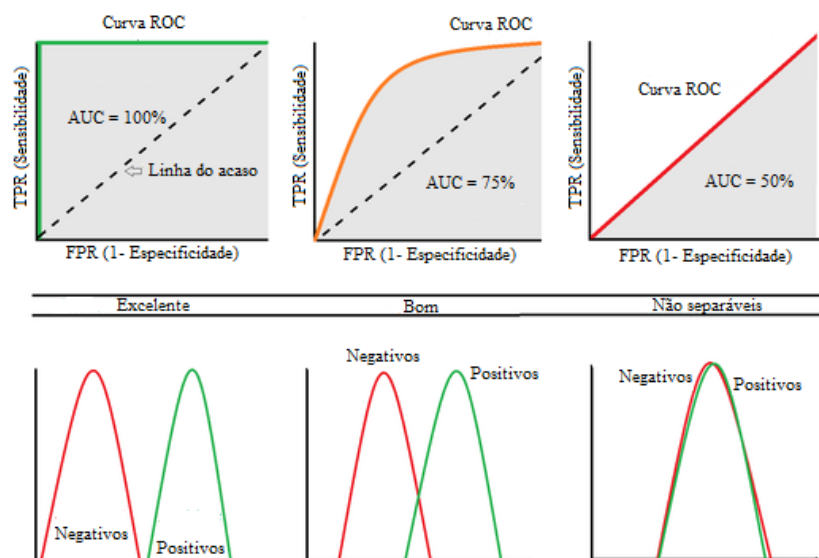 Curva ROC
TPR (Sensibilidade)
AUC = 100%
Linha do acaso
FPR (1- Especificidade)
Curva ROC
TPR (Sensibilidade)
AUC = 75%
FPR (1- Especificidade)
Curva ROC
TPR (Sensibilidade)
AUC = 50%
FPR (1- Especificidade)
Excelente
Bom
Não separáveis
Negativos
Positivos
Negativos
Positivos
Negativos
Positivos